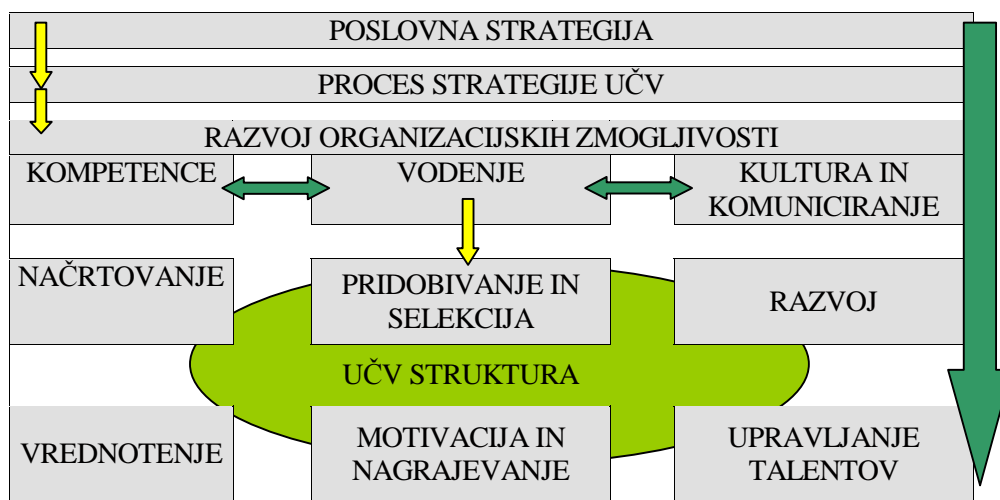 POSLOVNA STRATEGIJA
PROCES STRATEGIJE UČV
RAZVOJ ORGANIZACIJSKIH ZMOGLJIVOSTI
KOMPETENCE
VODENJE
KULTURA IN
KOMUNICIRANJE
NAČRTOVANJE
PRIDOBIVANJE IN
SELEKCIJA
RAZVOJ
UČV STRUKTURA
VREDNOTENJE
MOTIVACIJA IN
NAGRAJEVANJE
UPRAVLJANJE
TALENTOV